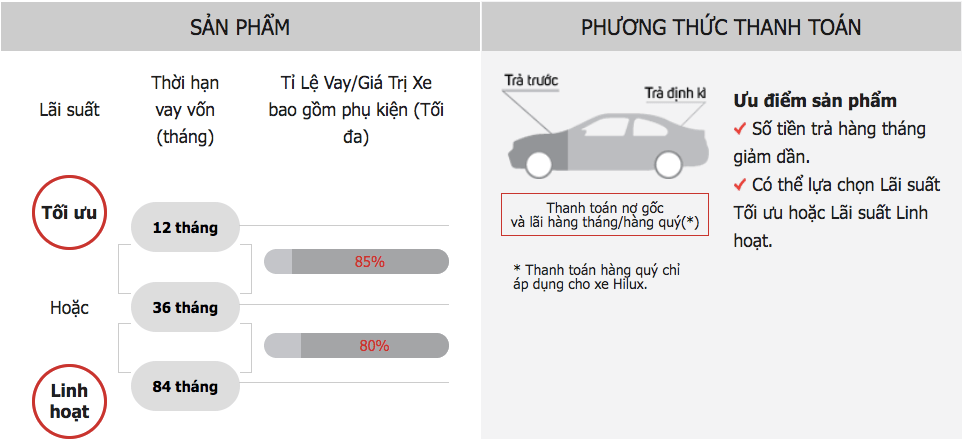 SẢN PHẨM
PHƯƠNG THỨC THANH TOÁN
Lãi suất
Thời hạn
vay vốn
(tháng)
Tỉ Lệ Vay/Giá Trị Xe
bao gồm phụ kiện (Tối
đa)
Tối ưu
12 tháng
85%
Hoặc
36 tháng
80%
Linh
hoạt
84 tháng
Trả trước
Trả định kì
Thanh toán nợ gốc
và lãi hàng tháng/hàng quý(*)
* Thanh toán hàng quý chỉ
áp dụng cho xe Hilux.
Ưu điểm sản phẩm
Số tiền trả hàng tháng
giảm dần.
Có thể lựa chọn Lãi suất
Tối ưu hoặc Lãi suất Linh
hoạt.